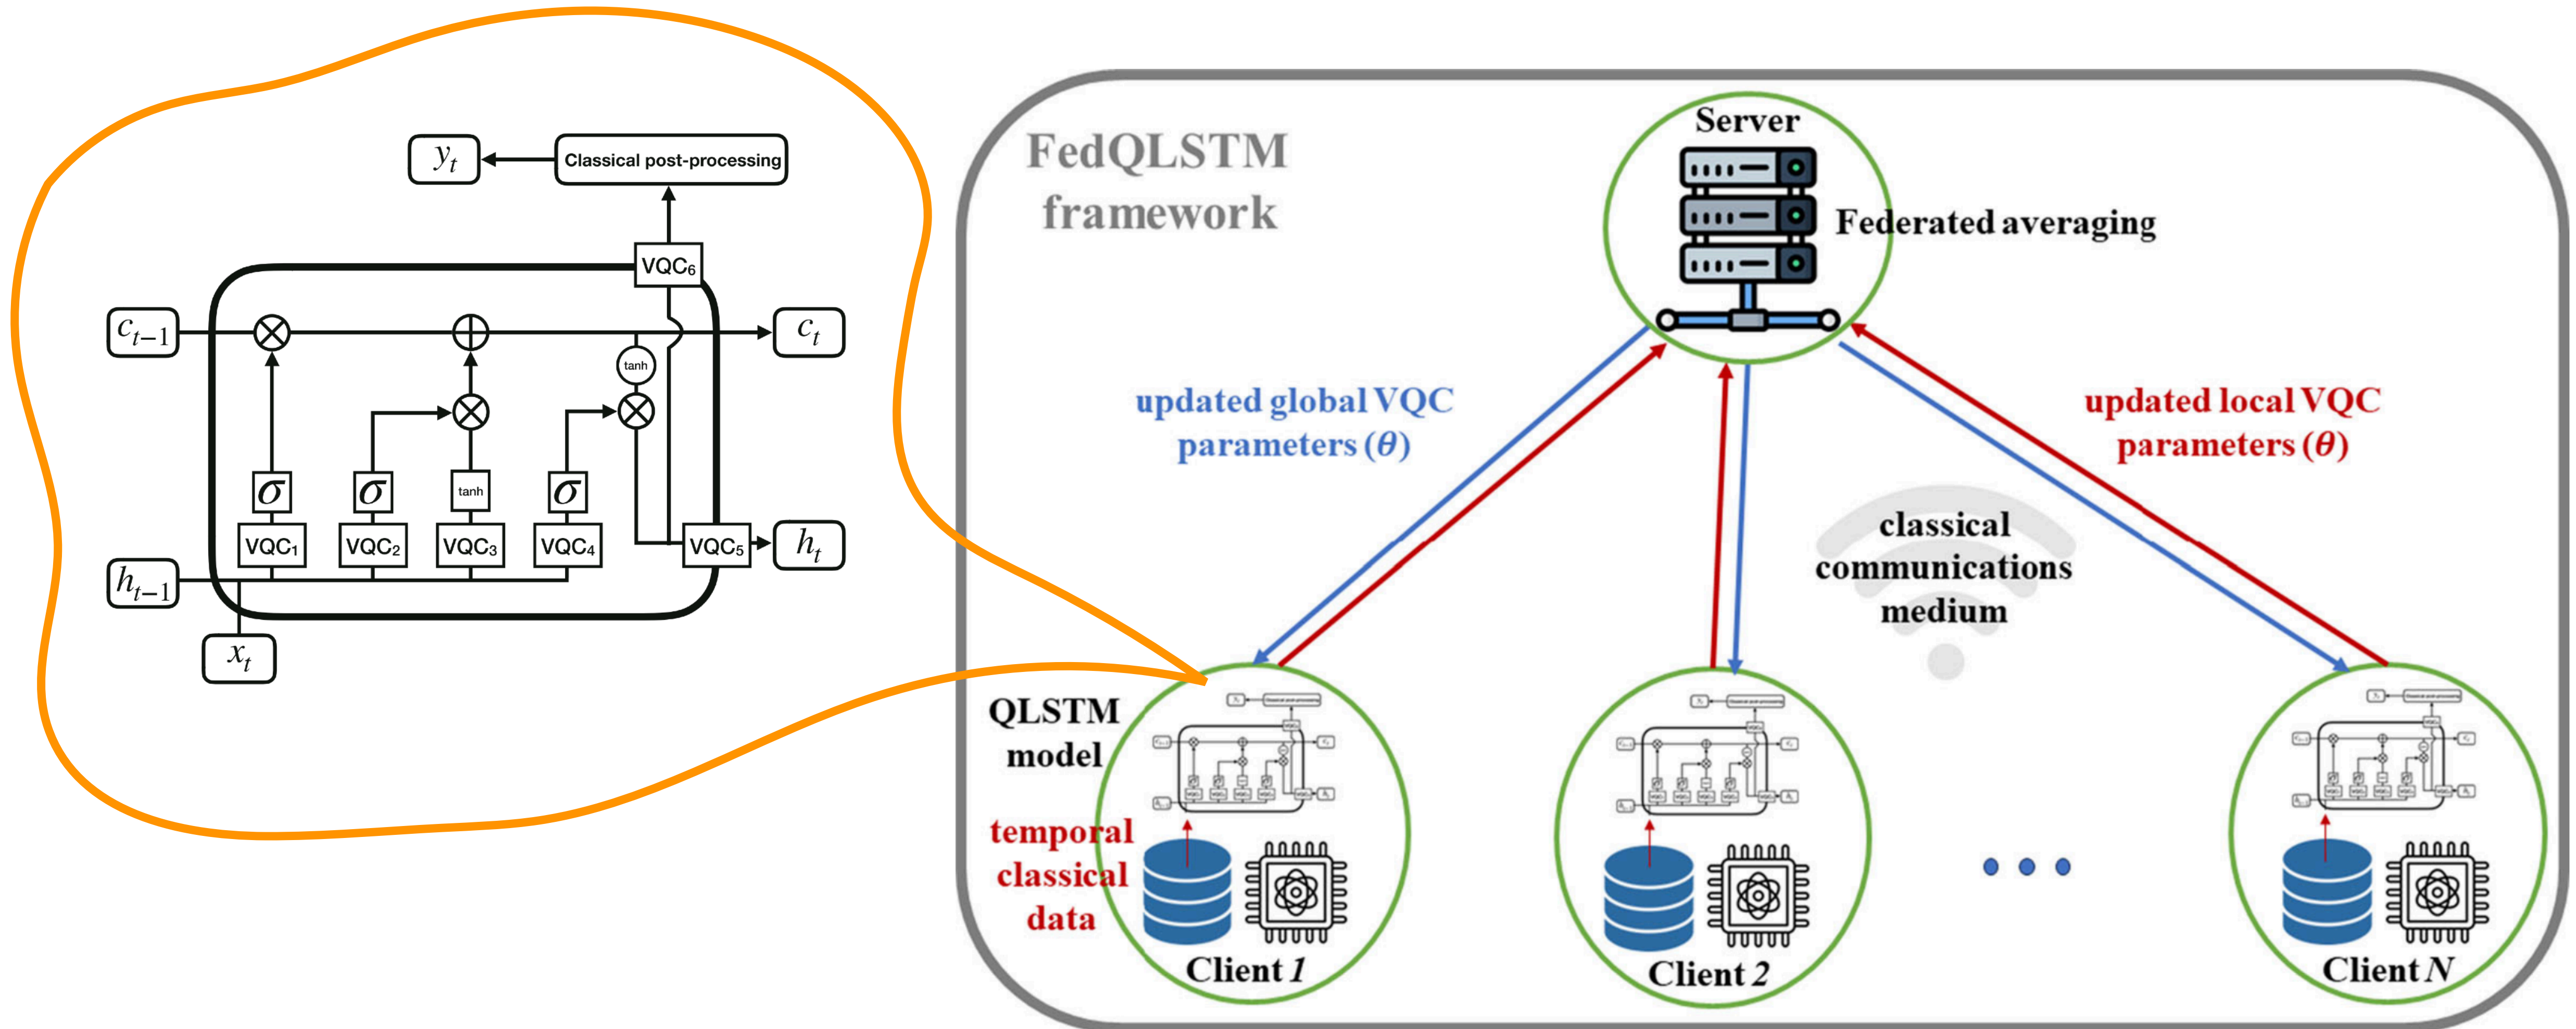 y_t
Classical post-processing
VQC₆
c_{t−1}
c_t
tanh
σ
σ
tanh
σ
VQC₁
VQC₂
VQC₃
VQC₄
VQC₅
h_t
h_{t−1}
x_t
FedQLSTM
framework
Server
Federated averaging
updated global VQC
parameters (θ)
updated local VQC
parameters (θ)
classical
communications
medium
QLSTM
model
temporal
classical
data
Client 1
Client 2
Client N